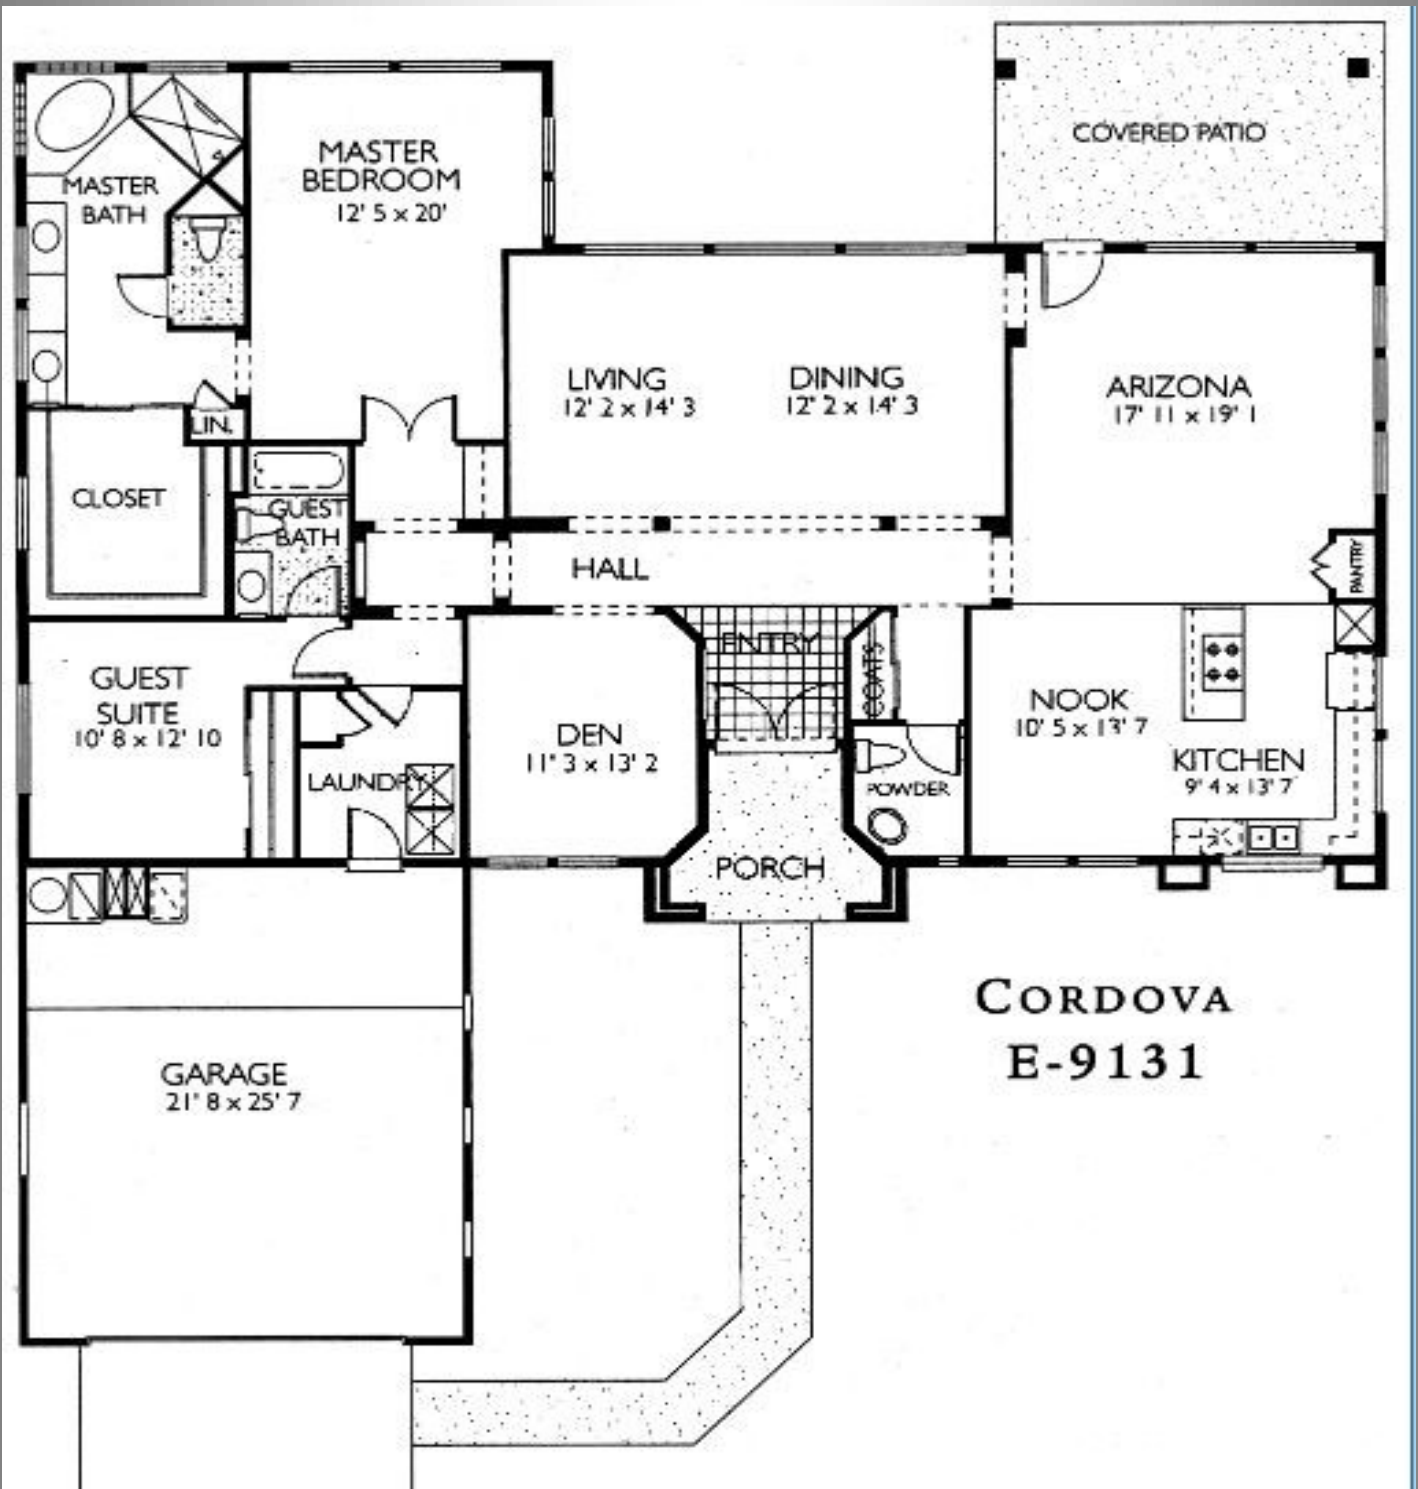 COVERED PATIO
MASTER
BEDROOM
12' 5 x 20'
MASTER
BATH
LIVING
12' 2 x 14' 3
DINING
12' 2 x 14' 3
ARIZONA
17' 11 x 19' 1
LIN.
CLOSET
GUEST
BATH
HALL
PANTRY
ENTRY
COATS
GUEST
SUITE
10' 8 x 12' 10
DEN
11' 3 x 13' 2
NOOK
10' 5 x 13' 7
KITCHEN
9' 4 x 13' 7
LAUNDRY
POWDER
PORCH
CORDOVA
E-9131
GARAGE
21' 8 x 25' 7